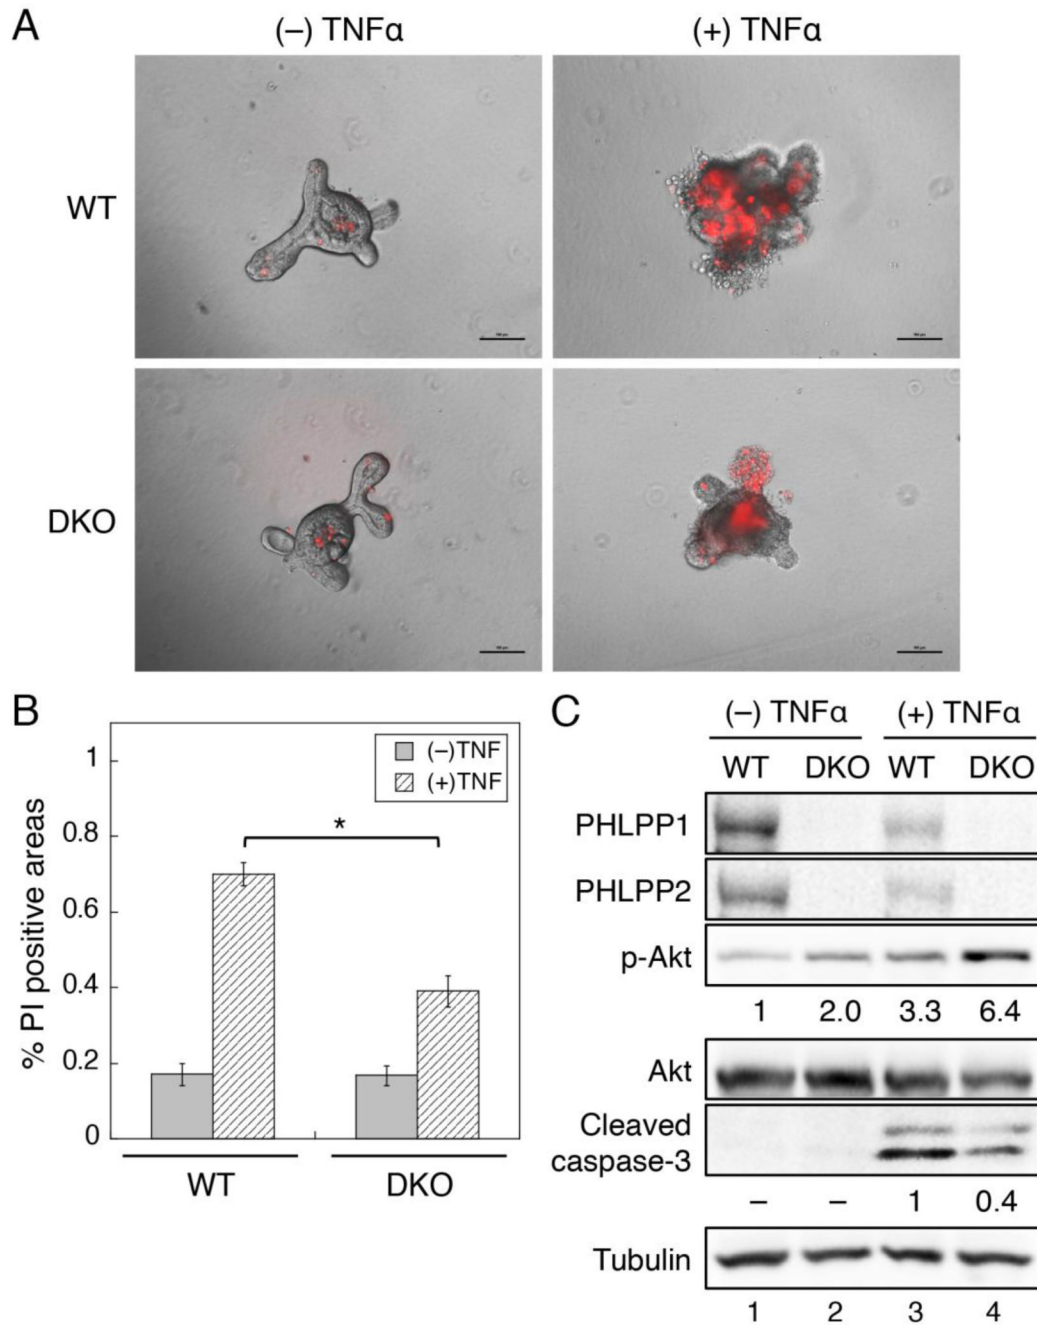 A
(–) TNFα
(+) TNFα
WT
DKO
B
% PI positive areas
1
0.8
0.6
0.4
0.2
0
(–)TNF
(+)TNF
*
WT
DKO
C
(–) TNFα (+) TNFα
WT DKO WT DKO
PHLPP1
PHLPP2
p-Akt
1 2.0 3.3 6.4
Akt
Cleaved
caspase-3
– – 1 0.4
Tubulin
1 2 3 4